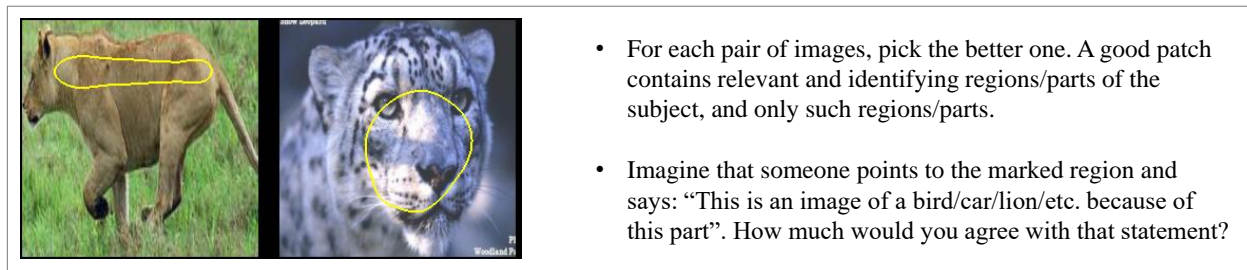 Snow Leopard
• For each pair of images, pick the better one. A good patch
contains relevant and identifying regions/parts of the
subject, and only such regions/parts.
• Imagine that someone points to the marked region and
says: “This is an image of a bird/car/lion/etc. because of
this part”. How much would you agree with that statement?
Woodland